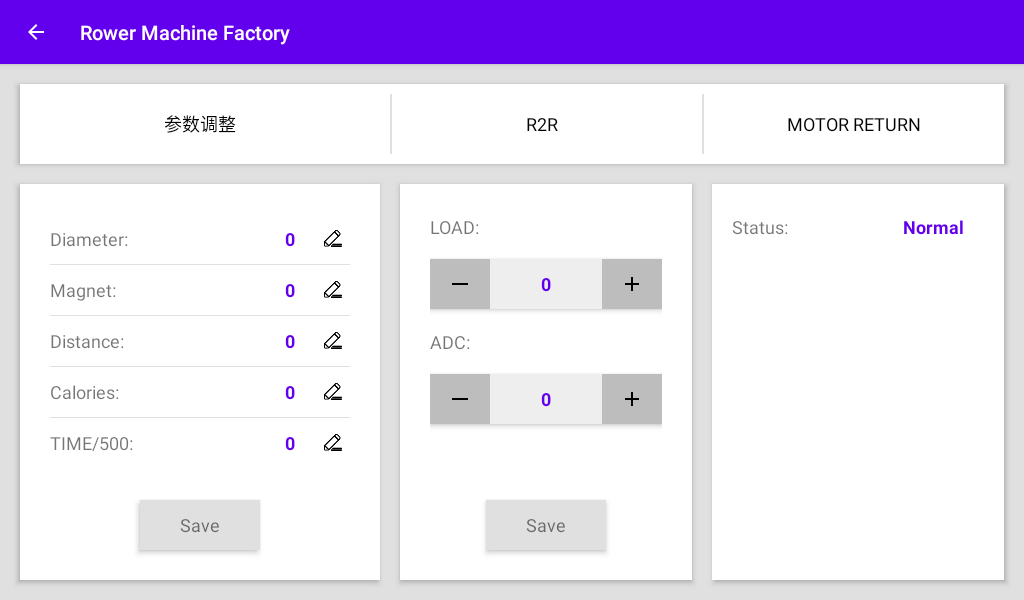 Rower Machine Factory
参数调整
R2R
MOTOR RETURN
Diameter: 0
Magnet: 0
Distance: 0
Calories: 0
TIME/500: 0
Save
LOAD:
0
ADC:
0
Save
Status: Normal